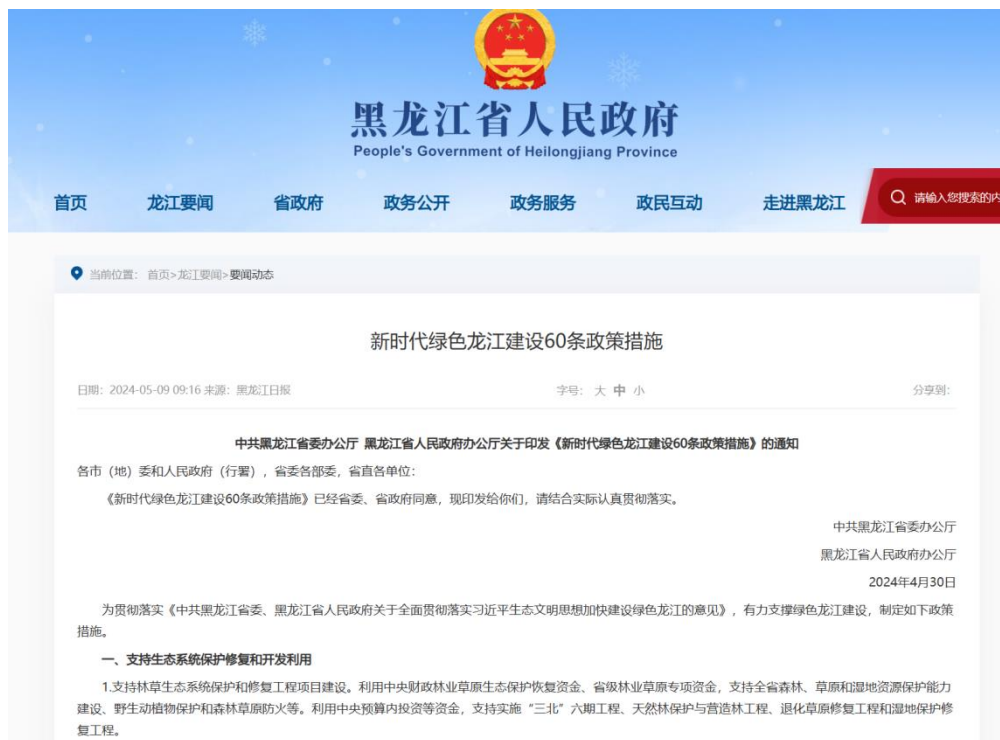 黑龙江省人民政府
People's Government of Heilongjiang Province
首页 龙江要闻 省政府 政务公开 政务服务 政民互动 走进黑龙江 请输入您搜索的内
当前位置： 首页>龙江要闻>要闻动态
新时代绿色龙江建设60条政策措施
日期：2024-05-09 09:16 来源：黑龙江日报 字号： 大 中 小 分享到：
中共黑龙江省委办公厅 黑龙江省人民政府办公厅关于印发《新时代绿色龙江建设60条政策措施》的通知
各市（地）委和人民政府（行署），省委各部委，省直各单位：
《新时代绿色龙江建设60条政策措施》已经省委、省政府同意，现印发给你们，请结合实际认真贯彻落实。
中共黑龙江省委办公厅
黑龙江省人民政府办公厅
2024年4月30日
为贯彻落实《中共黑龙江省委、黑龙江省人民政府关于全面贯彻落实习近平生态文明思想加快建设绿色龙江的意见》，有力支撑绿色龙江建设，制定如下政策
措施。
一、支持生态系统保护修复和开发利用
1.支持林草生态系统保护和修复工程项目建设。利用中央财政林业草原生态保护恢复资金、省级林业草原专项资金，支持全省森林、草原和湿地资源保护能力
建设、野生动植物保护和森林草原防火等。利用中央预算内投资等资金，支持实施“三北”六期工程、天然林保护与营造林工程、退化草原修复工程和湿地保护修
复工程。